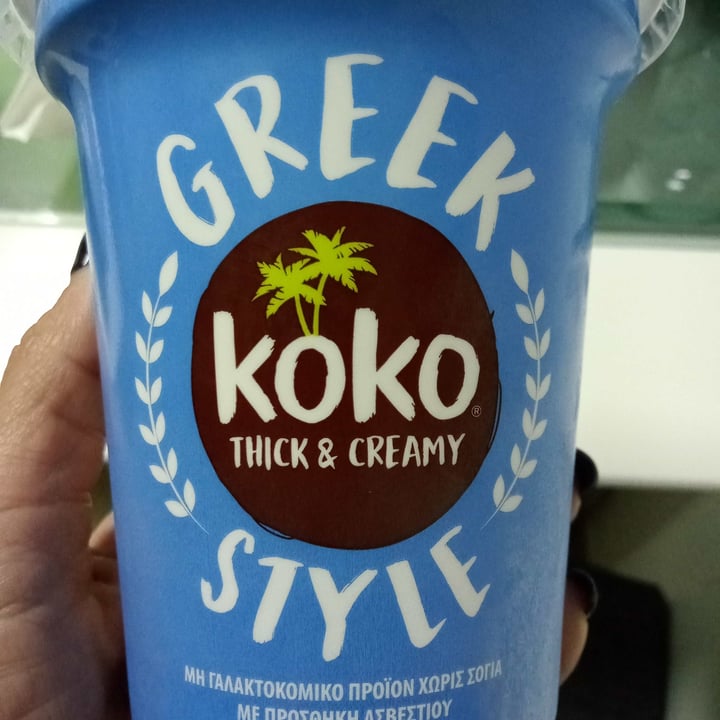 GREEK
KOKO®
THICK & CREAMY
STYLE
ΜΗ ΓΑΛΑΚΤΟΚΟΜΙΚΟ ΠΡΟΪΟΝ ΧΩΡΙΣ ΣΟΓΙΑ
ΜΕ ΠΡΟΣΘΗΚΗ ΑΣΒΕΣΤΙΟΥ